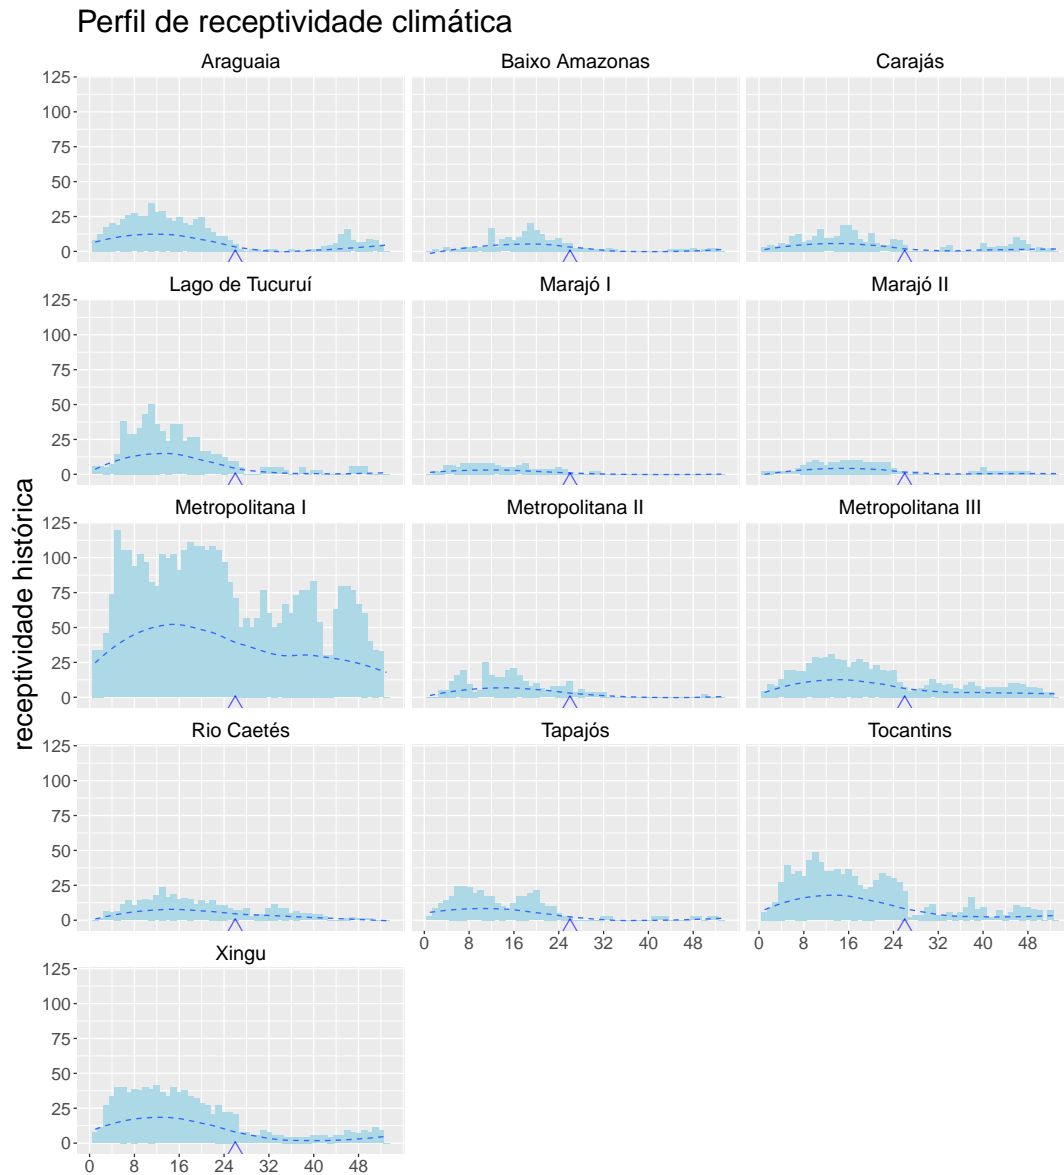 Perfil de receptividade climática
Araguaia
Baixo Amazonas
Carajás
125
100
75
50
25
0
Lago de Tucuruí
Marajó I
Marajó II
125
100
75
50
25
0
receptividade histórica
Metropolitana I
Metropolitana II
Metropolitana III
125
100
75
50
25
0
Rio Caetés
Tapajós
Tocantins
125
100
75
50
25
0
0 8 16 24 32 40 48
0 8 16 24 32 40 48
Xingu
125
100
75
50
25
0
0 8 16 24 32 40 48